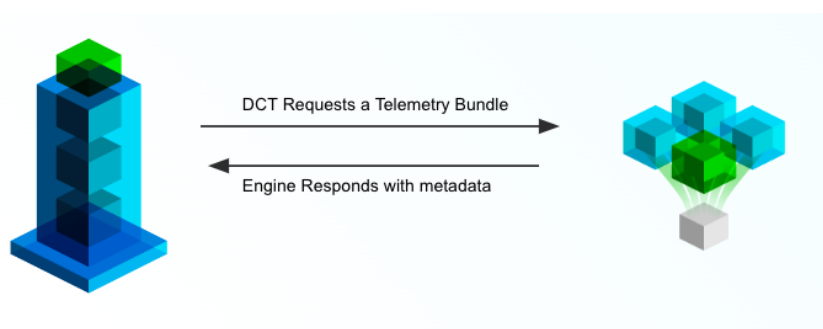 DCT Requests a Telemetry Bundle
Engine Responds with metadata